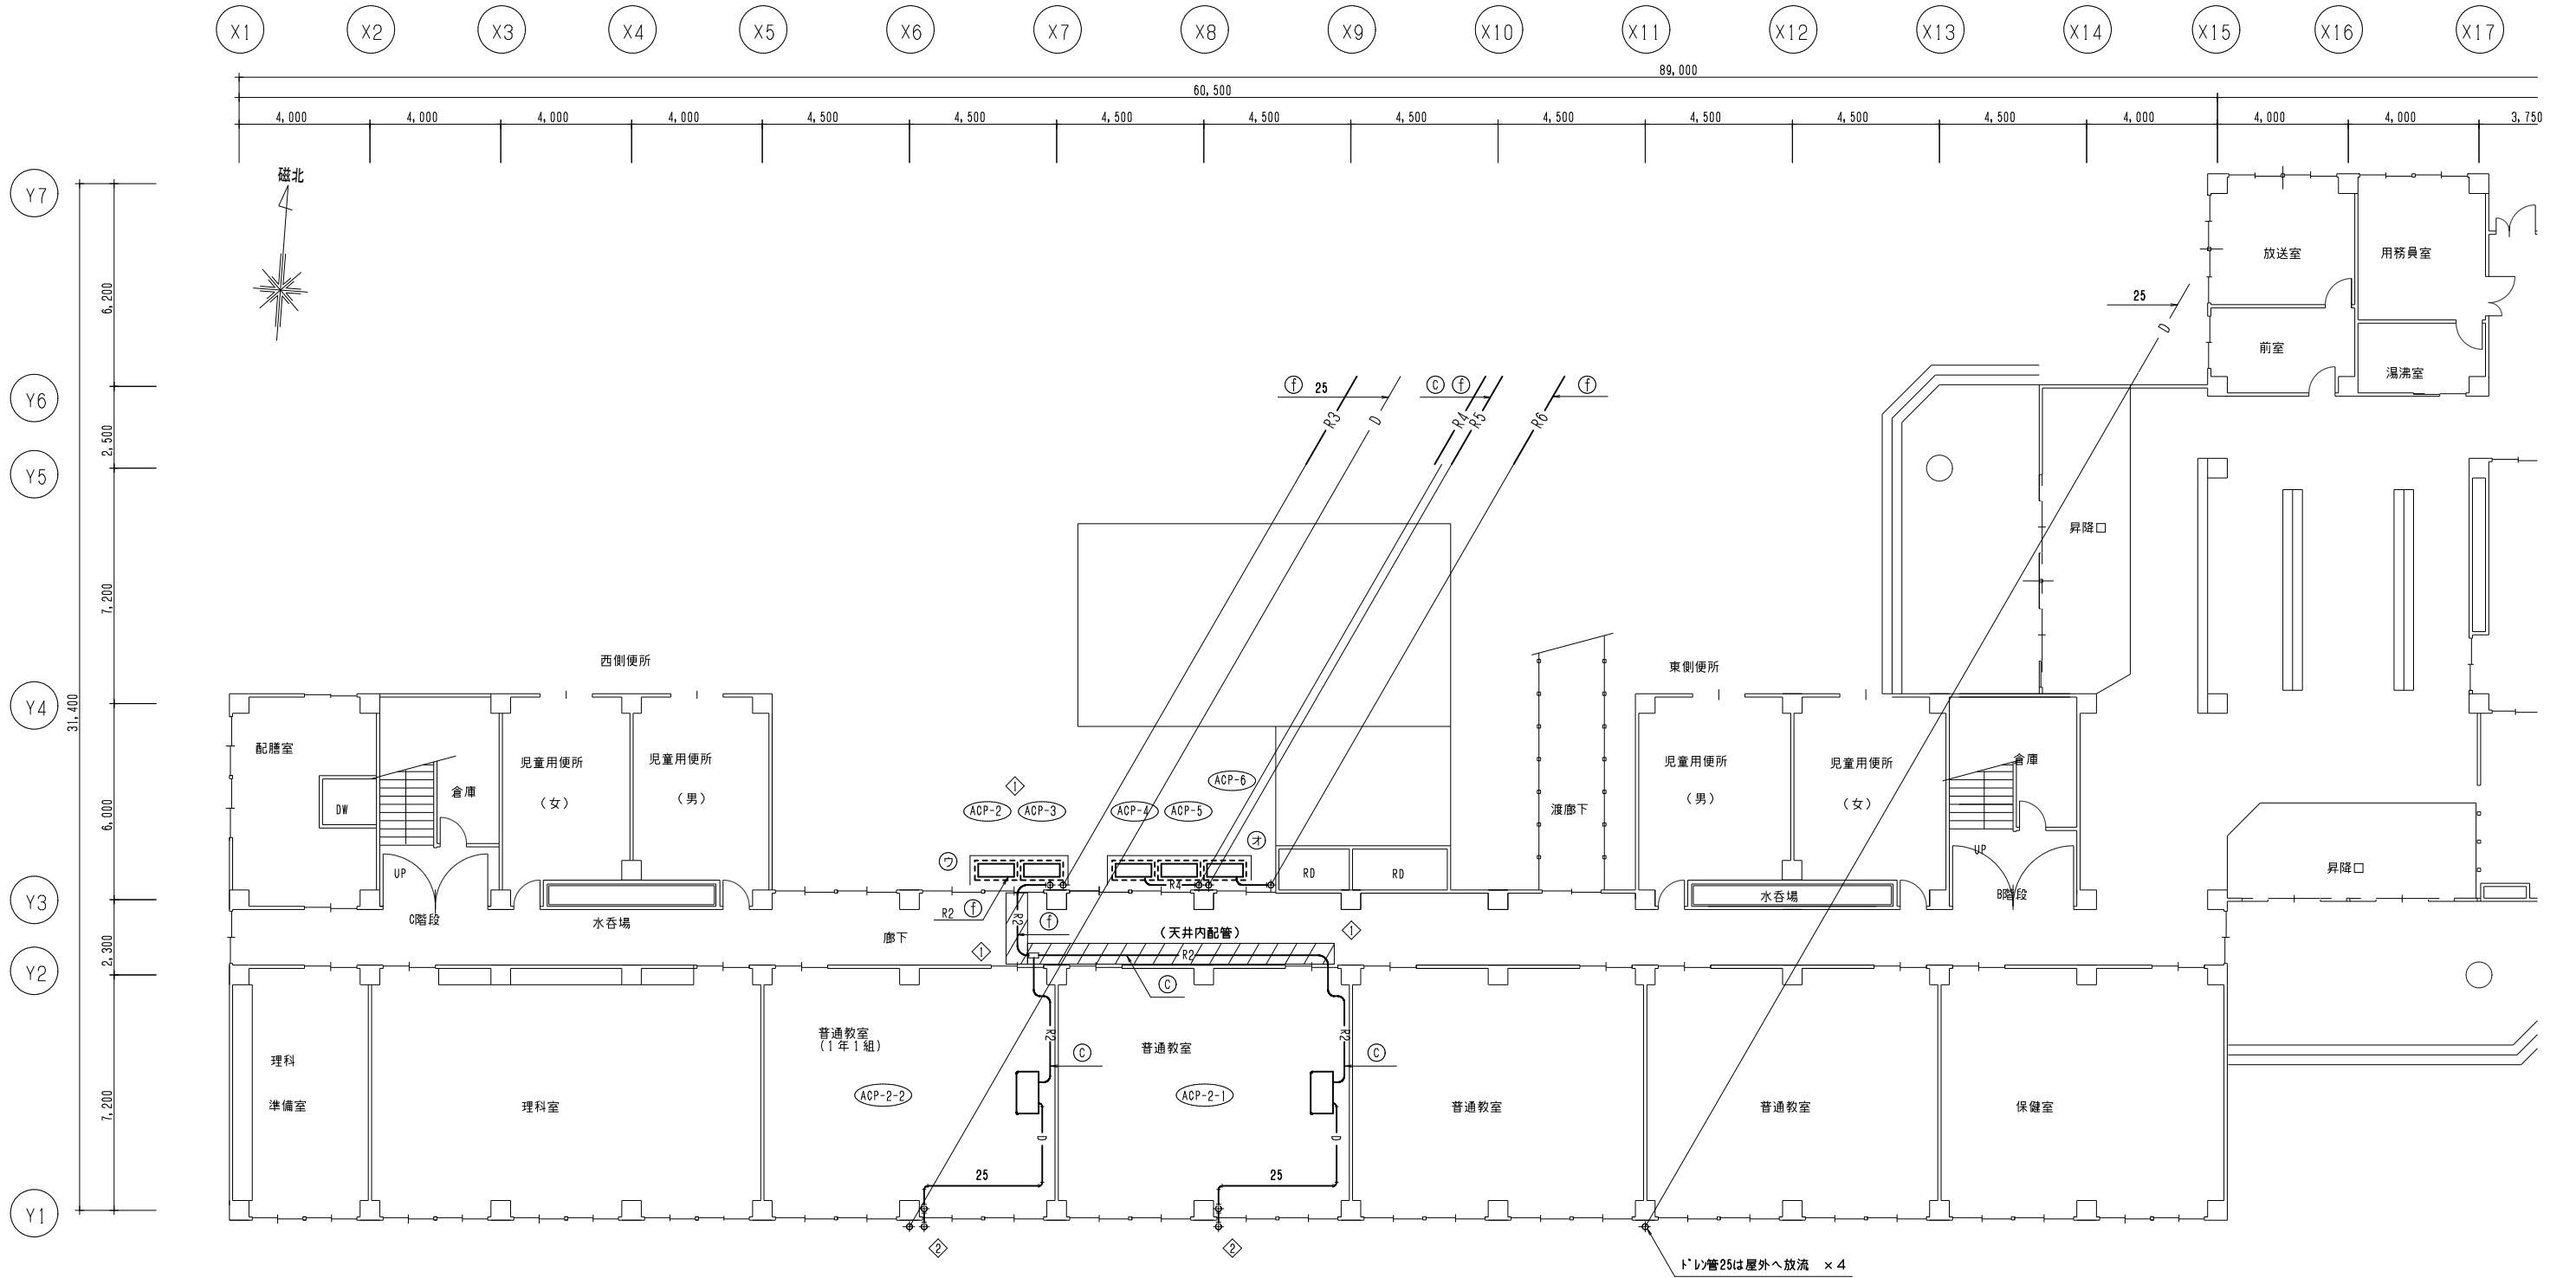 X1 X2 X3 X4 X5 X6 X7 X8 X9 X10 X11 X12 X13 X14 X15 X16 X17
89,000
60,500
4,000 4,000 4,000 4,000 4,500 4,500 4,500 4,500 4,500 4,500 4,500 4,500 4,500 4,000 4,000 4,000 3,750
磁北
Y7
Y6
Y5
Y4
Y3
Y2
Y1
6,200
2,500
7,200
6,000
2,300
7,200
31,400
放送室
用務員室
前室
湯沸室
25
D
ⓕ 25
ⓒ ⓕ
ⓕ
R3
D
R4
R5
R6
昇降口
西側便所
東側便所
配膳室
DW
倉庫
児童用便所
(女)
児童用便所
(男)
UP
C階段
水呑場
1
ACP-2
ACP-3
ACP-4
ACP-5
ACP-6
㋒
㋔
R4
RD
RD
渡廊下
児童用便所
(男)
児童用便所
(女)
倉庫
UP
B階段
水呑場
昇降口
R2 ⓕ
R2
ⓕ
廊下
1
(天井内配管)
R2
1
ⓒ
理科
準備室
理科室
普通教室
(1年1組)
ACP-2-2
R2
ⓒ
D
25
2
普通教室
ACP-2-1
R2
ⓒ
D
25
2
普通教室
普通教室
保健室
ﾄﾞﾚﾝ管25は屋外へ放流 ×4